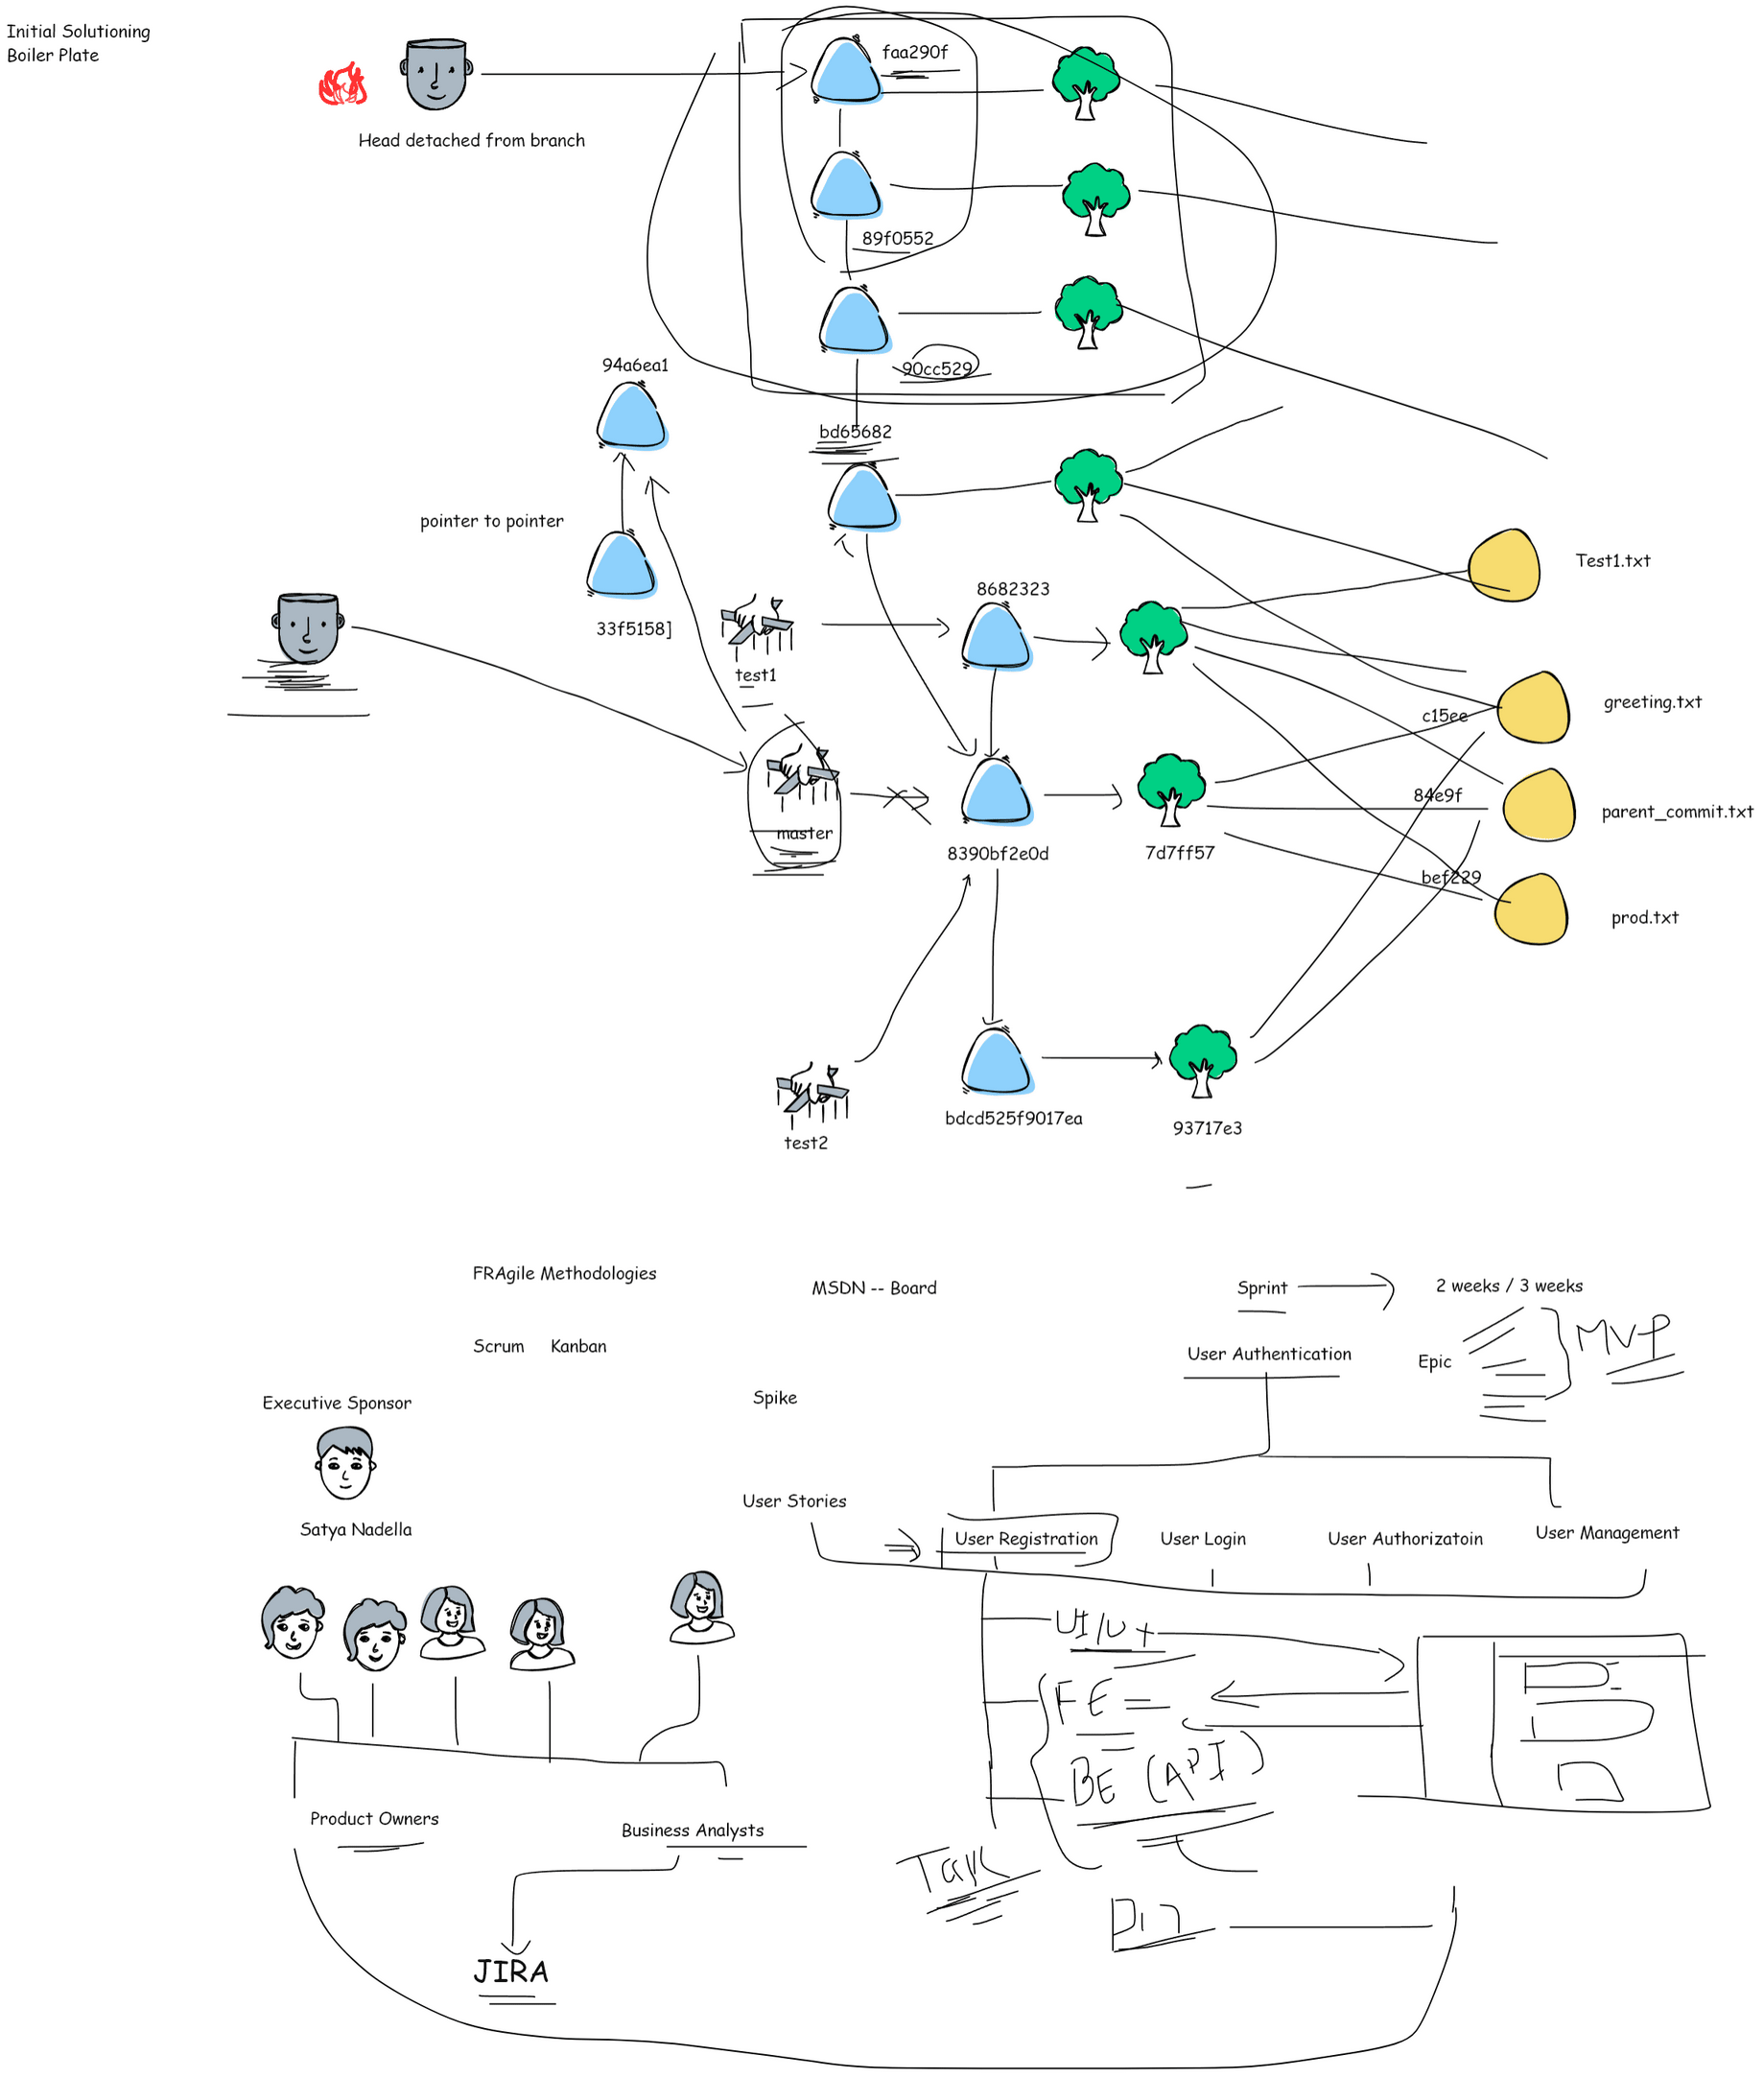 Initial Solutioning
Boiler Plate
faa290f
Head detached from branch
89f0552
94a6ea1
90cc529
bd65682
pointer to pointer
Test1.txt
8682323
33f5158]
test1
greeting.txt
c15ee
84e9f
parent_commit.txt
master
8390bf2e0d
7d7ff57
bef229
prod.txt
bdcd525f9017ea
93717e3
test2
FRAgile Methodologies
MSDN -- Board
Sprint
2 weeks / 3 weeks
MVP
Scrum
Kanban
User Authentication
Epic
Executive Sponsor
Spike
User Stories
Satya Nadella
User Registration
User Login
User Authorizatoin
User Management
FE
BE (API)
Product Owners
Business Analysts
Task
JIRA